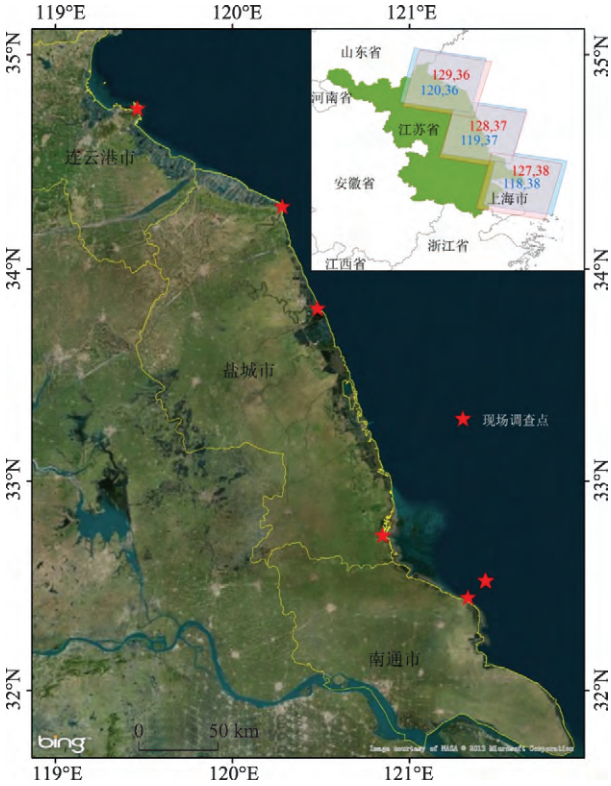 119°E
120°E
121°E
35°N
35°N
山东省
129,36
120,36
河南省
128,37
江苏省
119,37
127,38
118,38
安徽省
上海市
浙江省
江西省
连云港市
34°N
34°N
盐城市
现场调查点
33°N
33°N
南通市
32°N
32°N
0
50 km
bing™
Image courtesy of NASA © 2013 Microsoft Corporation
119°E
120°E
121°E